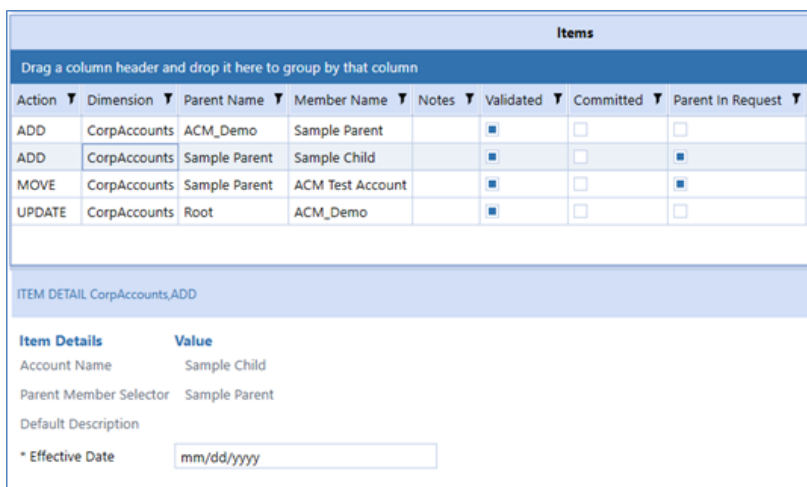 Items
Drag a column header and drop it here to group by that column
Action Dimension Parent Name Member Name Notes Validated Committed Parent In Request
ADD CorpAccounts ACM_Demo Sample Parent
ADD CorpAccounts Sample Parent Sample Child
MOVE CorpAccounts Sample Parent ACM Test Account
UPDATE CorpAccounts Root ACM_Demo
ITEM DETAIL CorpAccounts,ADD
Item Details Value
Account Name Sample Child
Parent Member Selector Sample Parent
Default Description
* Effective Date mm/dd/yyyy